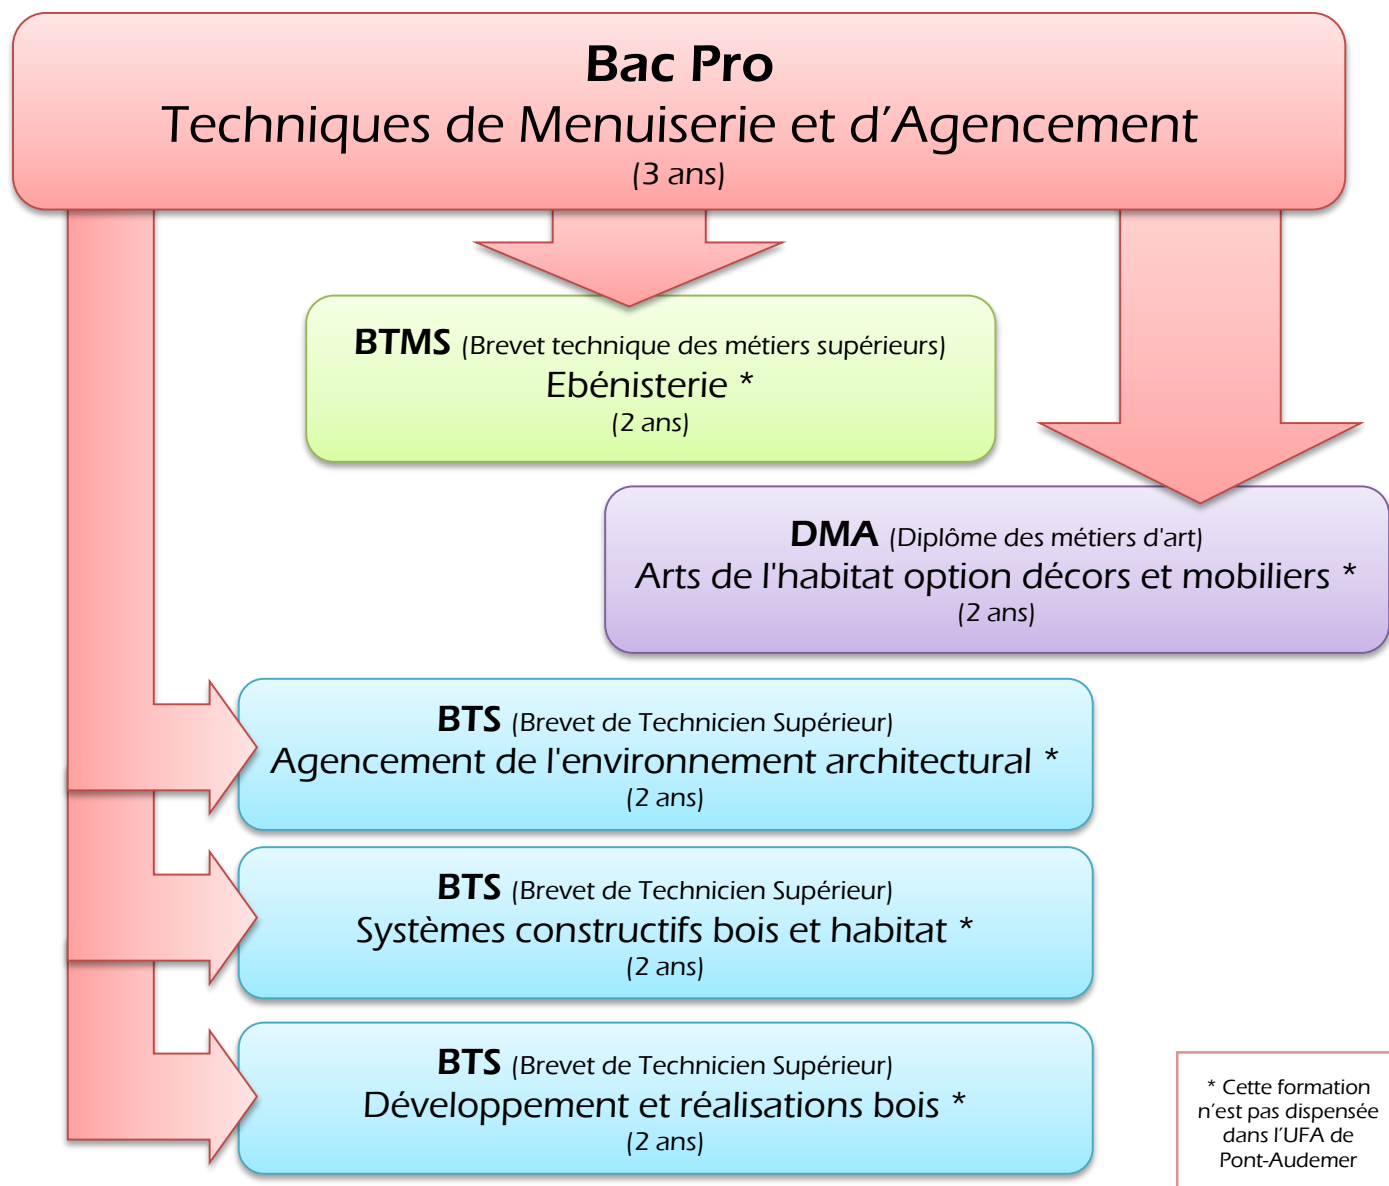 Bac Pro
Techniques de Menuiserie et d’Agencement
(3 ans)
BTMS (Brevet technique des métiers supérieurs)
Ebénisterie *
(2 ans)
DMA (Diplôme des métiers d'art)
Arts de l'habitat option décors et mobiliers *
(2 ans)
BTS (Brevet de Technicien Supérieur)
Agencement de l'environnement architectural *
(2 ans)
BTS (Brevet de Technicien Supérieur)
Systèmes constructifs bois et habitat *
(2 ans)
BTS (Brevet de Technicien Supérieur)
Développement et réalisations bois *
(2 ans)
* Cette formation
n’est pas dispensée
dans l’UFA de
Pont-Audemer